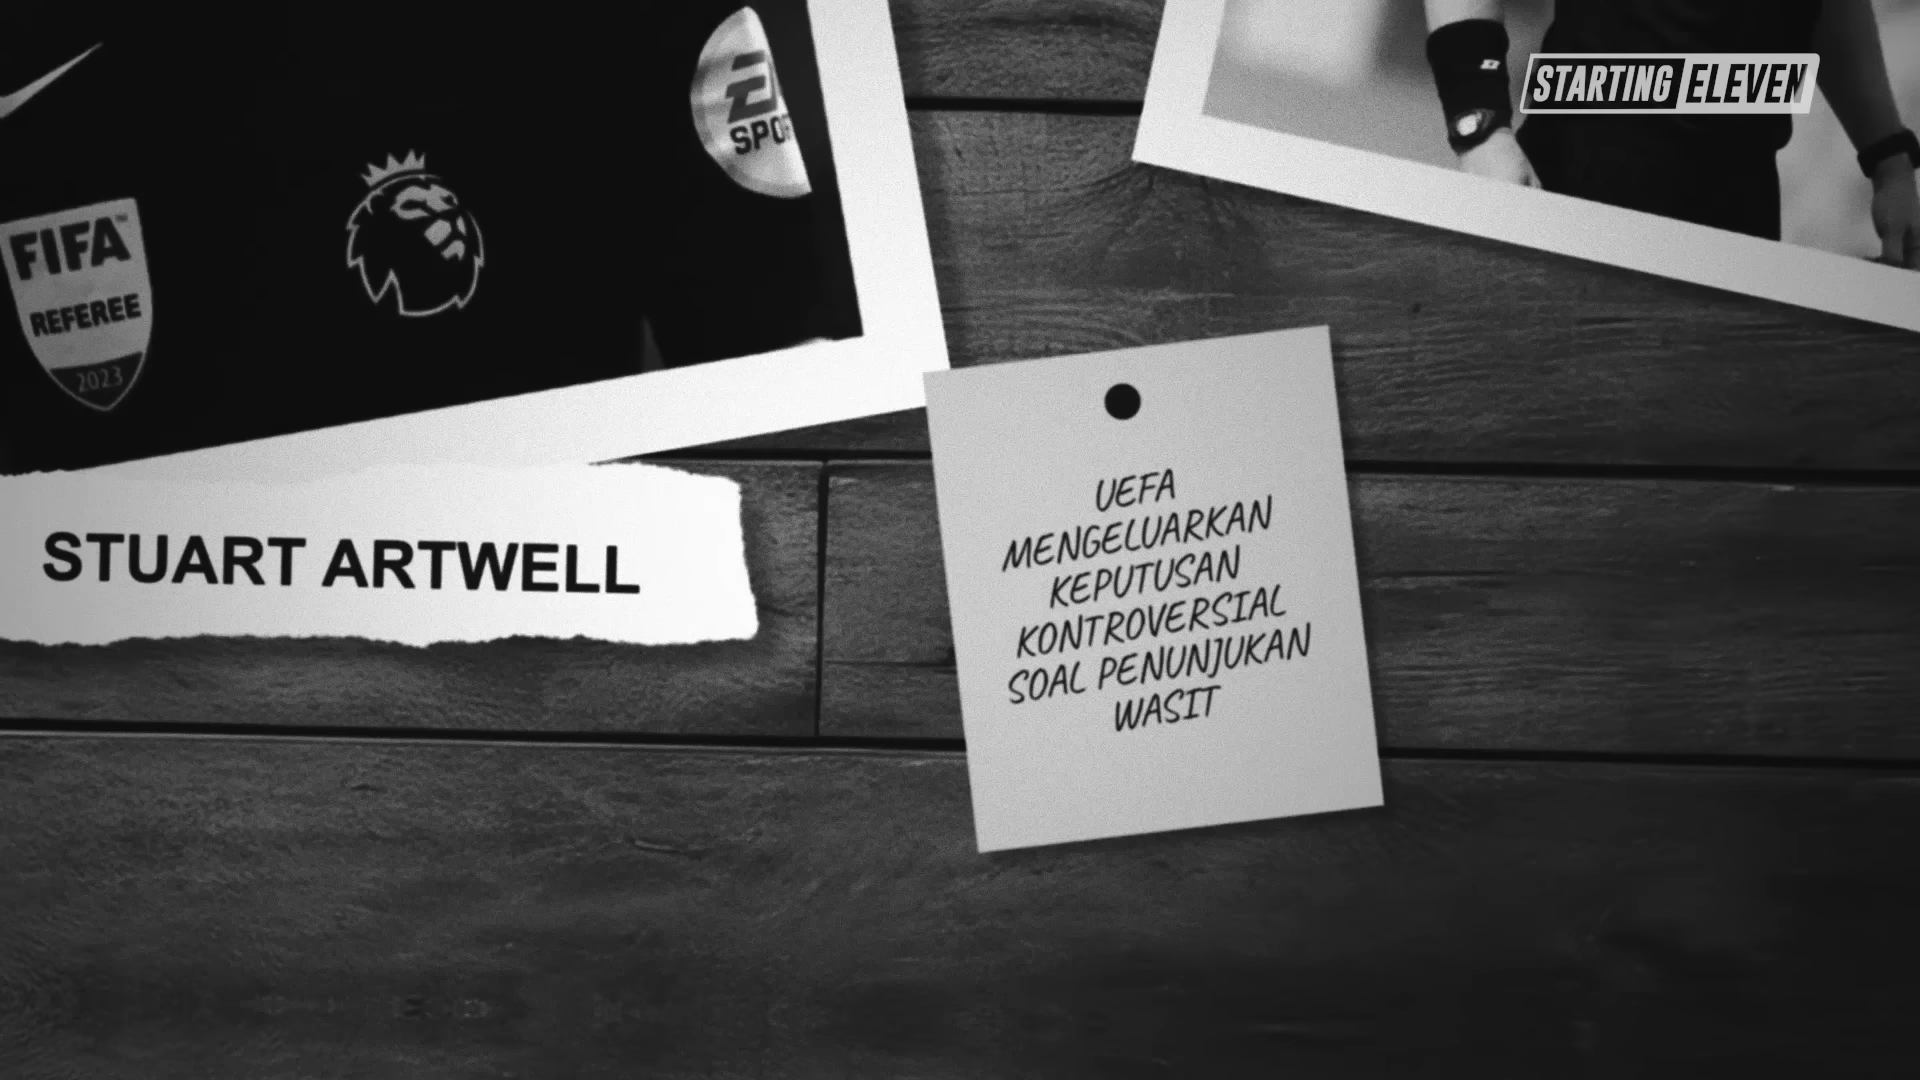 STARTING ELEVEN
SPO
FIFA
REFEREE
2023
STUART ARTWELL
UEFA
MENGELUARKAN
KEPUTUSAN
KONTROVERSIAL
SOAL PENUNJUKAN
WASIT